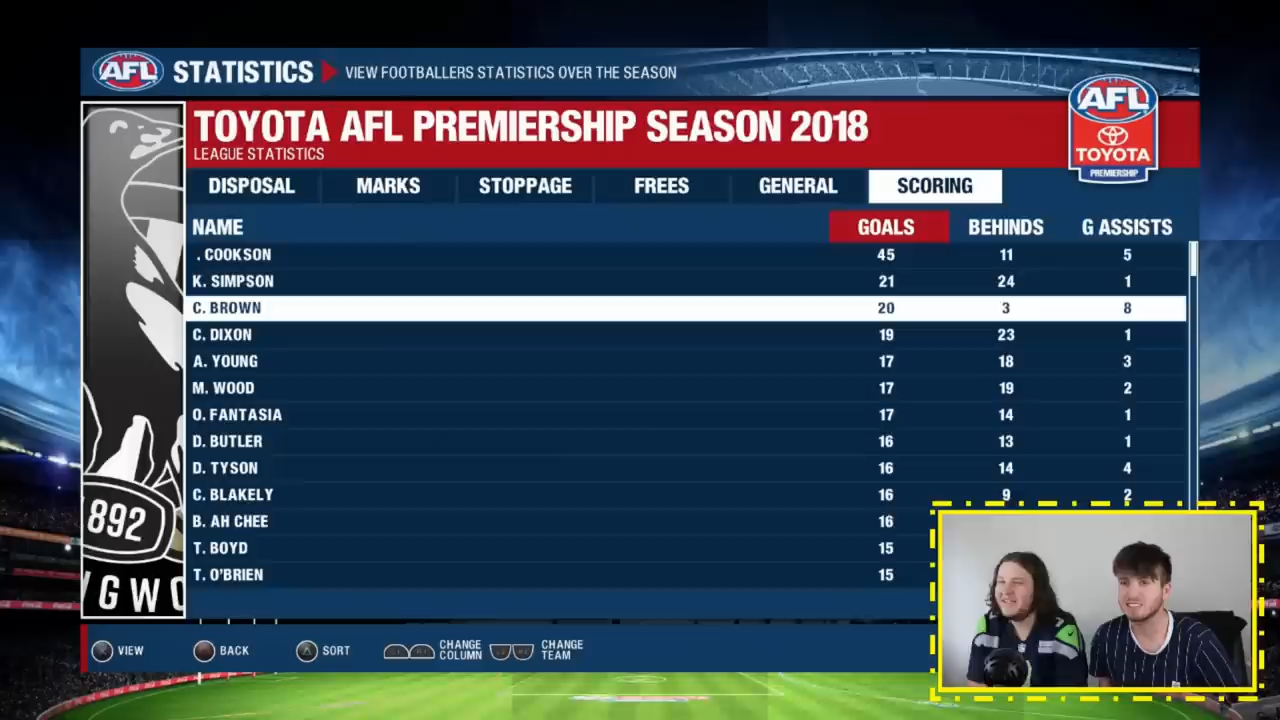 AFL STATISTICS VIEW FOOTBALLERS STATISTICS OVER THE SEASON
TOYOTA AFL PREMIERSHIP SEASON 2018
LEAGUE STATISTICS
AFL
TOYOTA
PREMIERSHIP
DISPOSAL MARKS STOPPAGE FREES GENERAL SCORING
NAME GOALS BEHINDS G ASSISTS
. COOKSON 45 11 5
K. SIMPSON 21 24 1
C. BROWN 20 3 8
C. DIXON 19 23 1
A. YOUNG 17 18 3
M. WOOD 17 19 2
O. FANTASIA 17 14 1
D. BUTLER 16 13 1
D. TYSON 16 14 4
C. BLAKELY 16 9 2
B. AH CHEE 16
T. BOYD 15
T. O'BRIEN 15
892
GWO
VIEW BACK SORT CHANGE COLUMN CHANGE TEAM